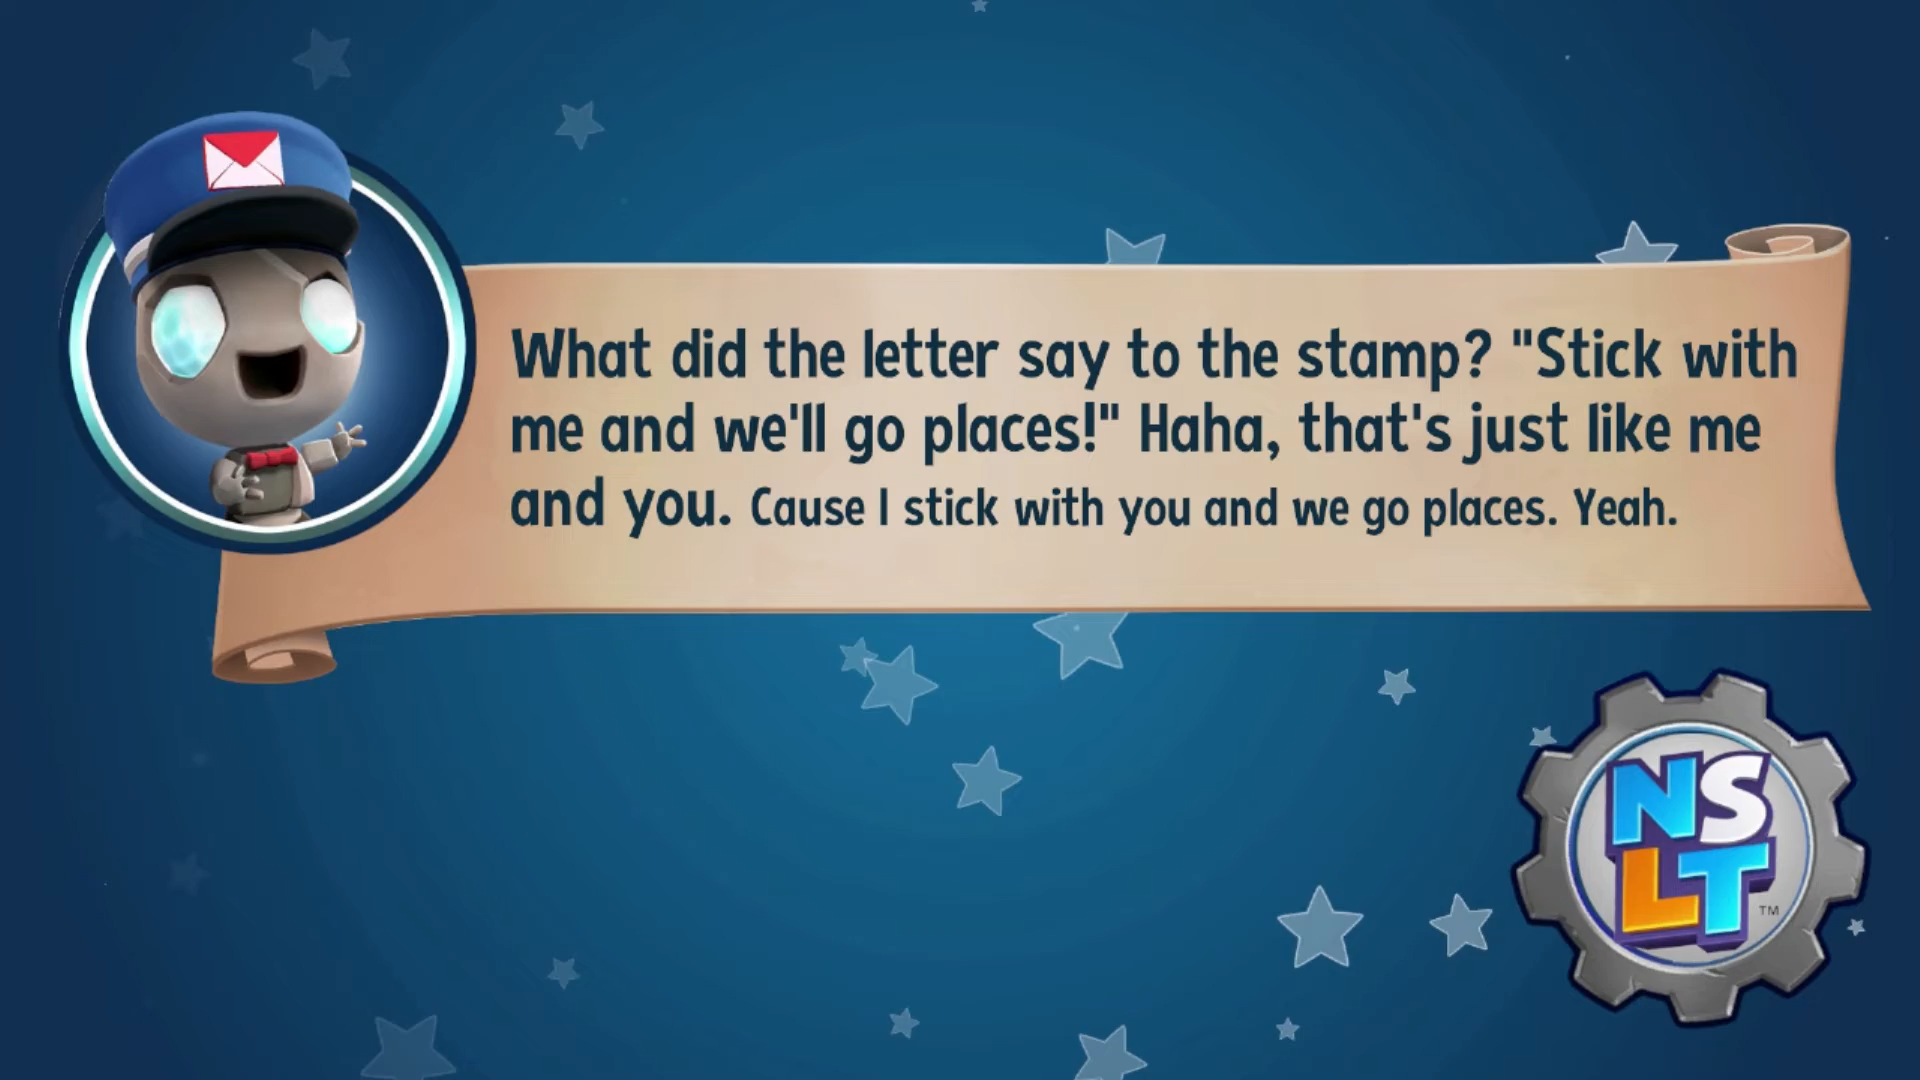 What did the letter say to the stamp? "Stick with
me and we'll go places!" Haha, that's just like me
and you. Cause I stick with you and we go places. Yeah.
NS
LT
TM